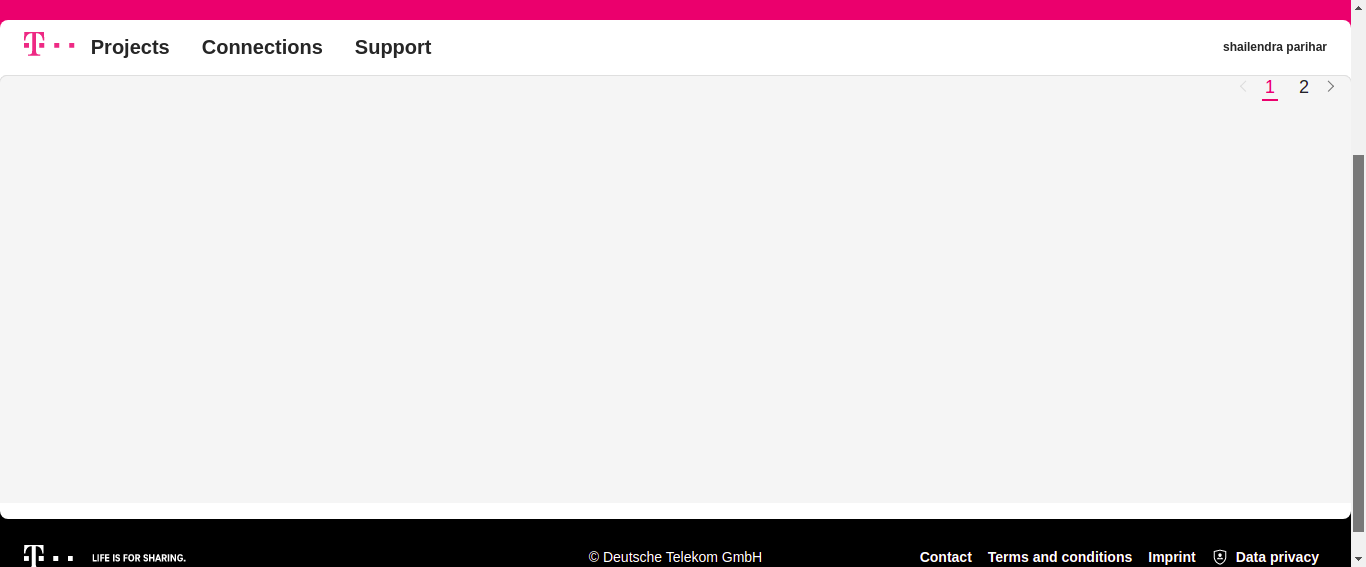 Projects Connections Support shailendra parihar
1 2
LIFE IS FOR SHARING. © Deutsche Telekom GmbH Contact Terms and conditions Imprint Data privacy